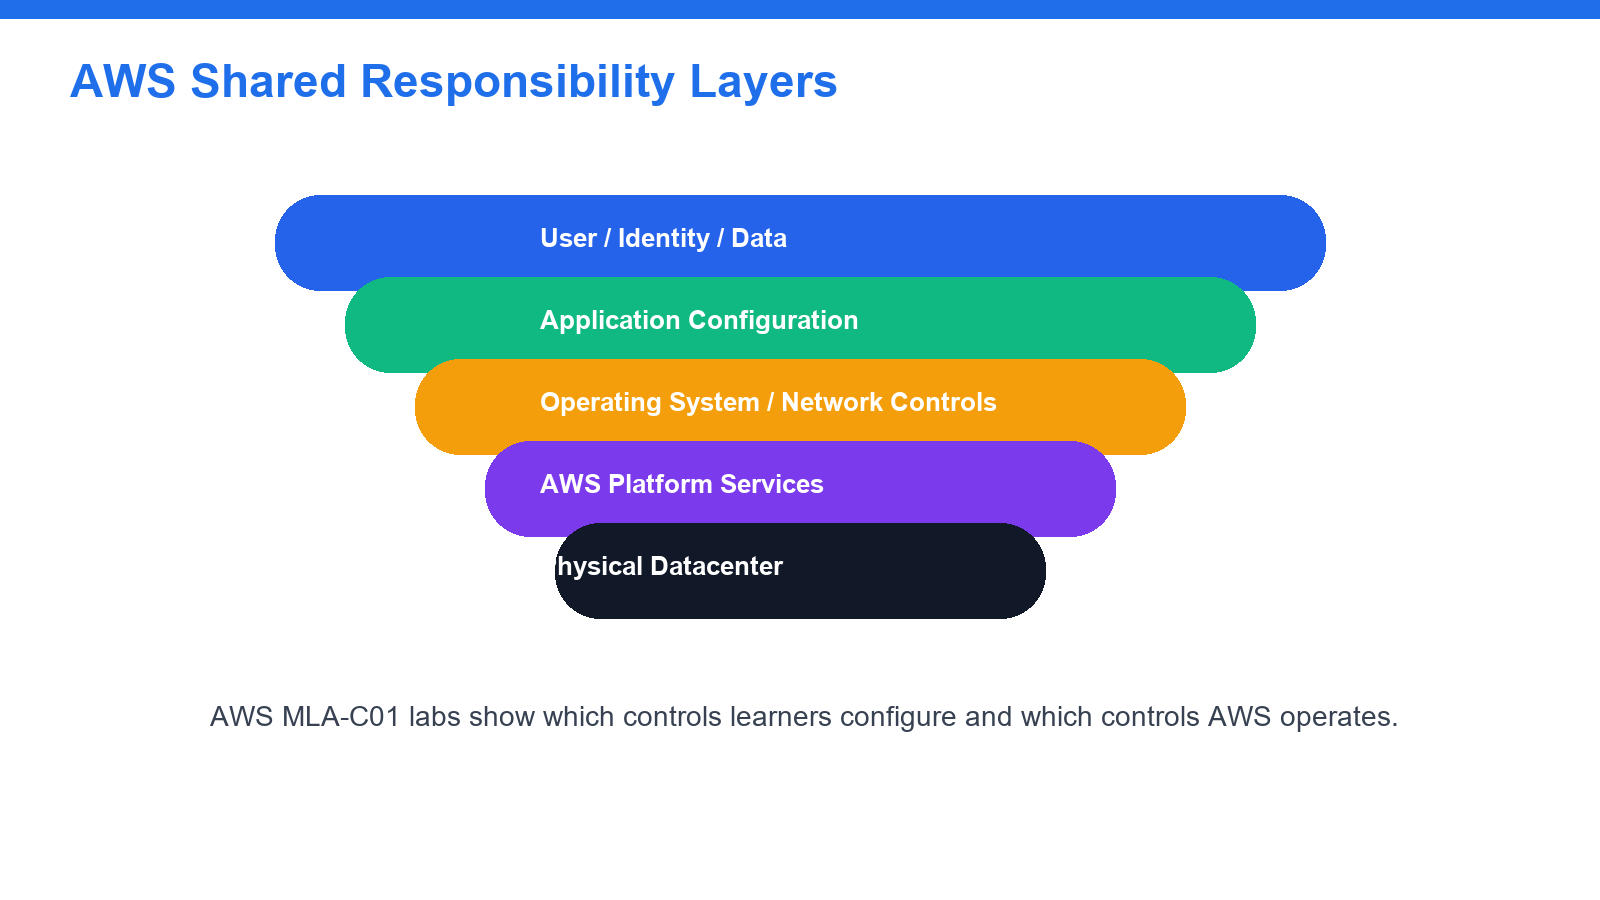 AWS Shared Responsibility Layers
User / Identity / Data
Application Configuration
Operating System / Network Controls
AWS Platform Services
hysical Datacenter
AWS MLA-C01 labs show which controls learners configure and which controls AWS operates.